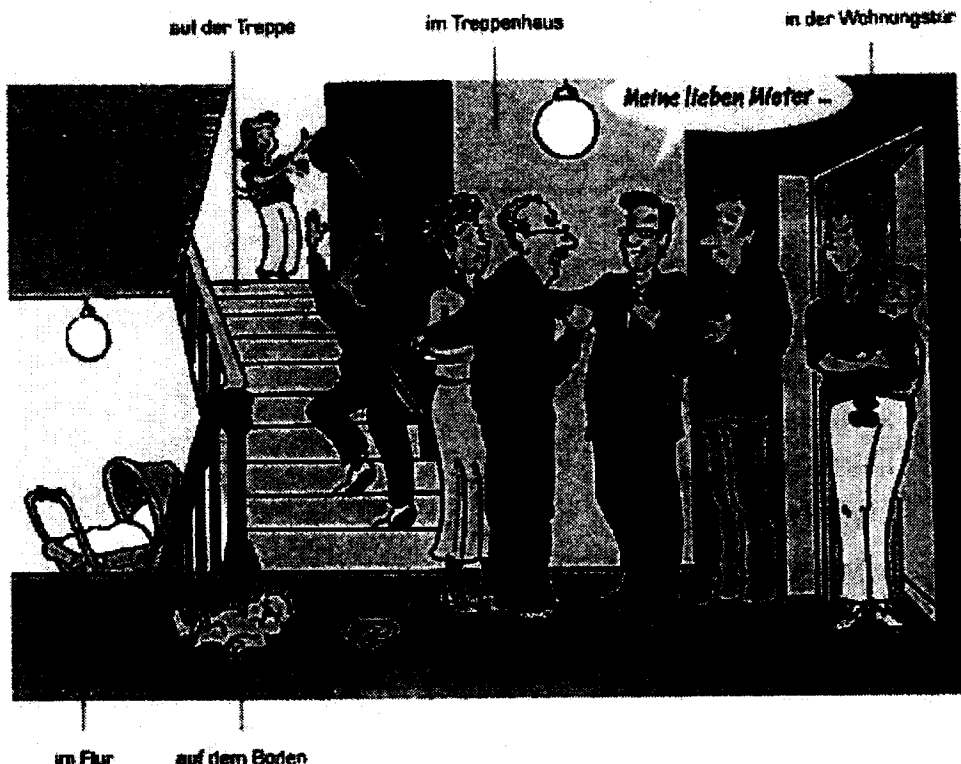 auf der Treppe
im Treppenhaus
in der Wohnungstür
Meine lieben Mieter ...
im Flur
auf dem Boden